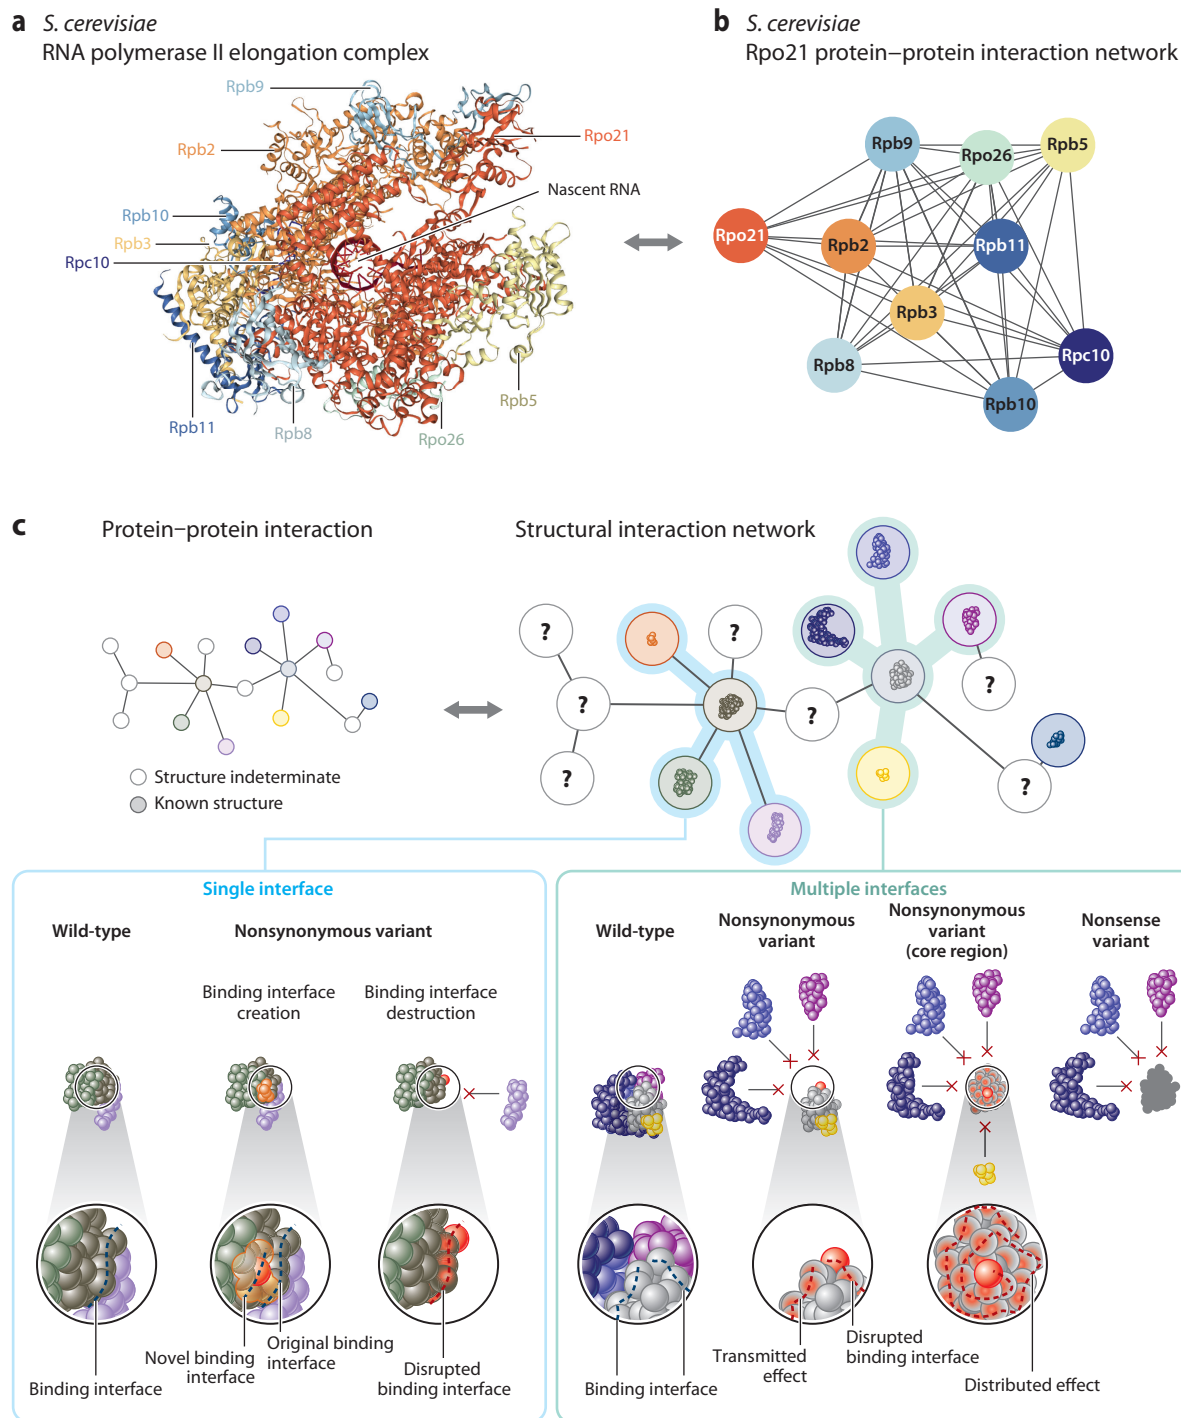 a S. cerevisiae
RNA polymerase II elongation complex
Rpb9
Rpb2
Rpo21
Nascent RNA
Rpb10
Rpb3
Rpc10
Rpb5
Rpb11
Rpb8
Rpo26
b S. cerevisiae
Rpo21 protein–protein interaction network
Rpb9
Rpo26
Rpb5
Rpo21
Rpb2
Rpb11
Rpb3
Rpb8
Rpc10
Rpb10
c Protein–protein interaction
Structural interaction network
?
?
?
?
?
?
?
Structure indeterminate
Known structure
Single interface
Wild-type
Nonsynonymous variant
Binding interface
creation
Binding interface
destruction
Binding interface
Novel binding
interface
Original binding
interface
Disrupted
binding interface
Multiple interfaces
Wild-type
Nonsynonymous
variant
Nonsynonymous
variant
(core region)
Nonsense
variant
Binding interface
Transmitted
effect
Disrupted
binding interface
Distributed effect